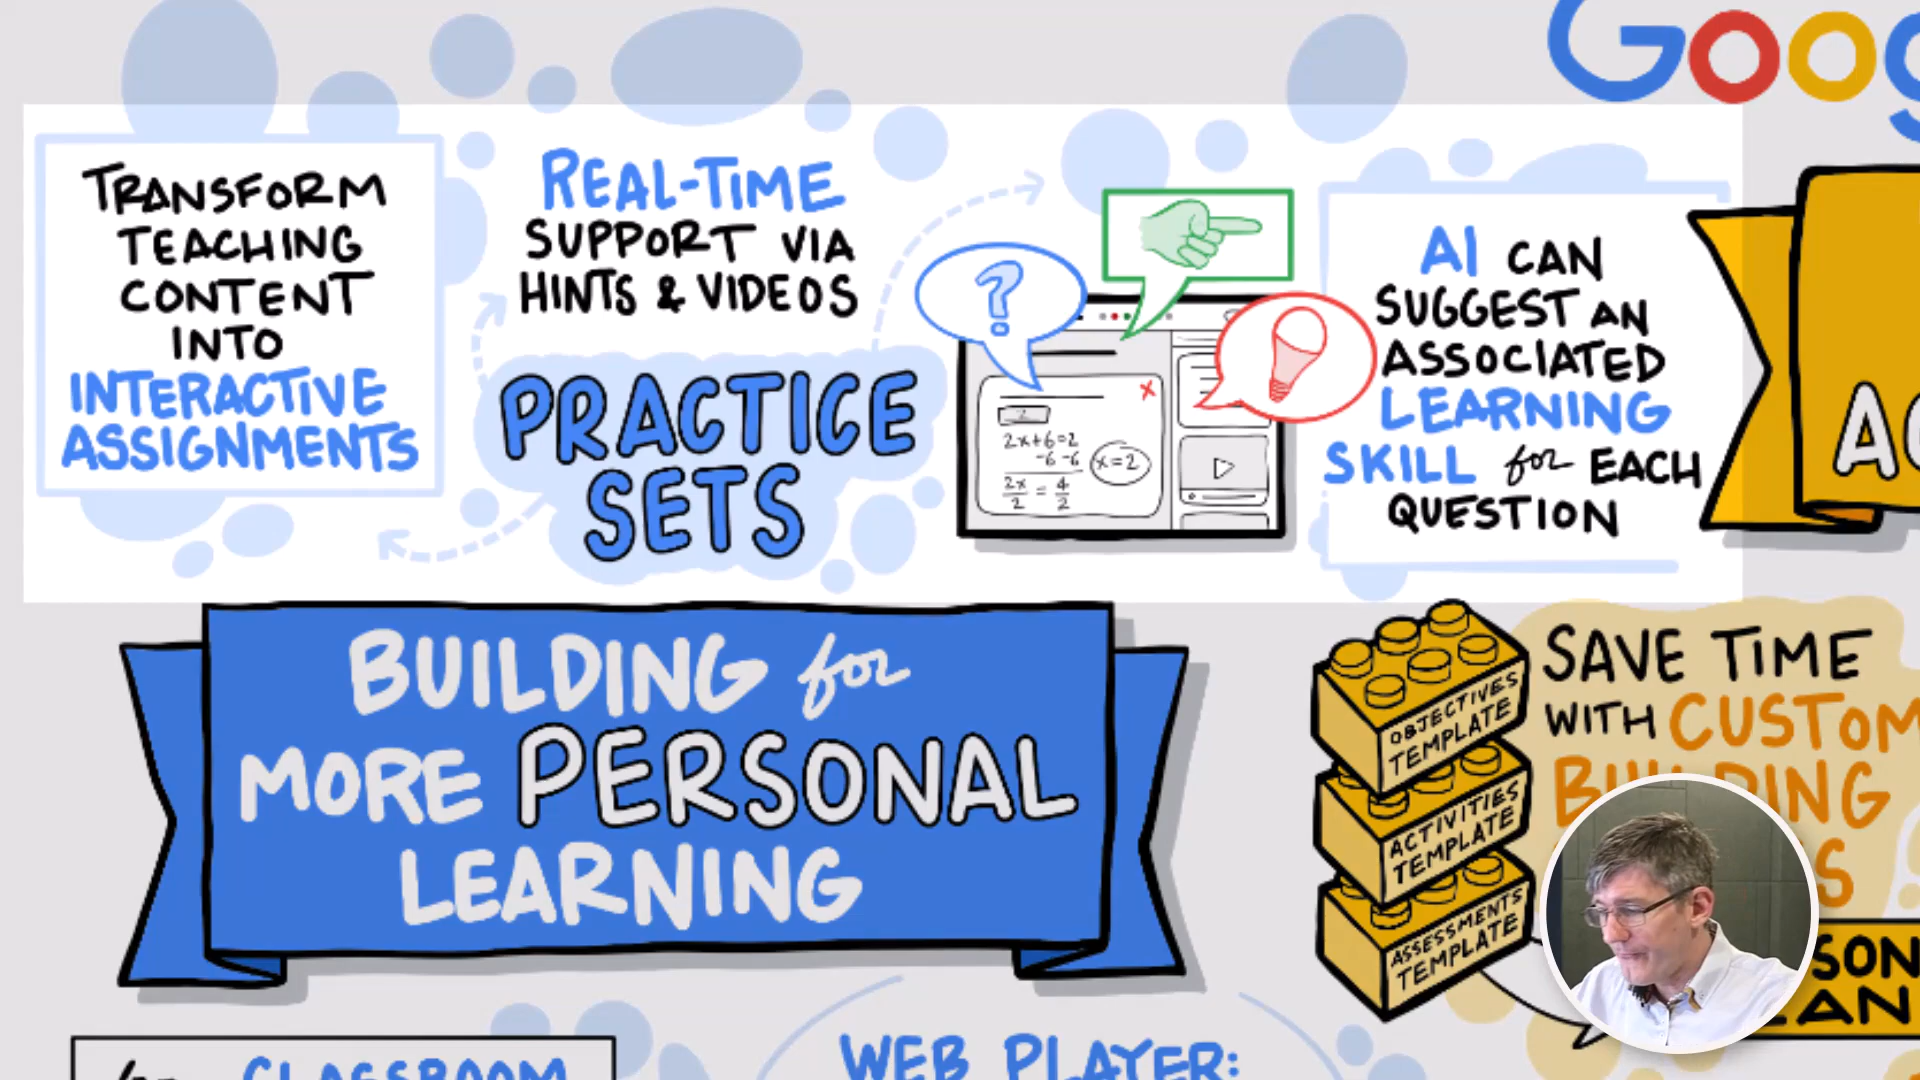 TRANSFORM
TEACHING
CONTENT
INTO
INTERACTIVE
ASSIGNMENTS
REAL-TIME
SUPPORT VIA
HINTS & VIDEOS
PRACTICE
SETS
?
2x+6=2
-6 -6
2x/2 = 4/2
x=2
AI CAN
SUGGEST AN
ASSOCIATED
LEARNING
SKILL for EACH
QUESTION
BUILDING for
MORE PERSONAL
LEARNING
OBJECTIVES
TEMPLATE
ACTIVITIES
TEMPLATE
ASSESSMENTS
TEMPLATE
SAVE TIME
WITH CUSTOM
CLASSROOM
WEB PLAYER: